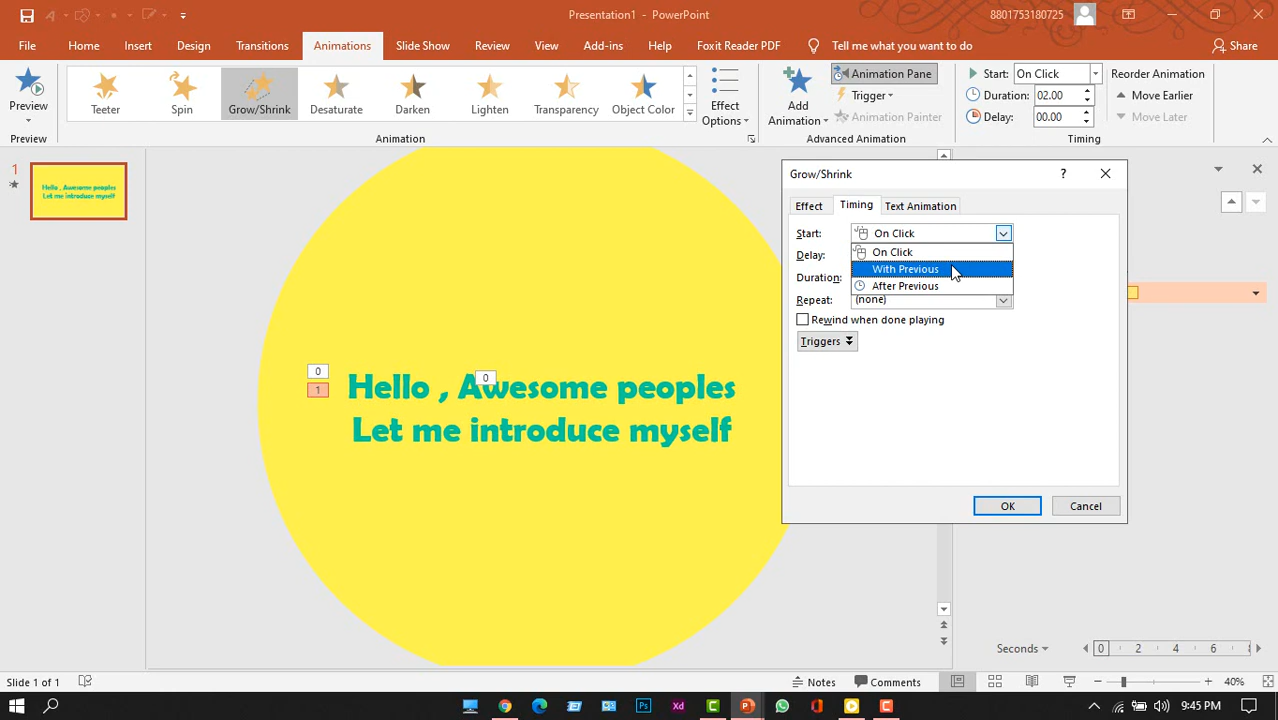 Presentation1 - PowerPoint
8801753180725
File
Home
Insert
Design
Transitions
Animations
Slide Show
Review
View
Add-ins
Help
Foxit Reader PDF
Tell me what you want to do
Share
Preview
Preview
Teeter
Spin
Grow/Shrink
Desaturate
Darken
Lighten
Transparency
Object Color
Animation
Effect
Options
Add
Animation
Animation Pane
Trigger
Animation Painter
Advanced Animation
Start: On Click
Duration: 02.00
Delay: 00.00
Timing
Reorder Animation
Move Earlier
Move Later
1
Hello , Awesome peoples
Let me introduce myself
0
1
0
Hello , Awesome peoples
Let me introduce myself
Grow/Shrink
?
Effect
Timing
Text Animation
Start: On Click
On Click
Delay:
With Previous
Duration:
After Previous
Repeat: (none)
Rewind when done playing
Triggers
OK
Cancel
Seconds
0 2 4 6
Slide 1 of 1
Notes
Comments
40%
Ps
Xd
9:45 PM